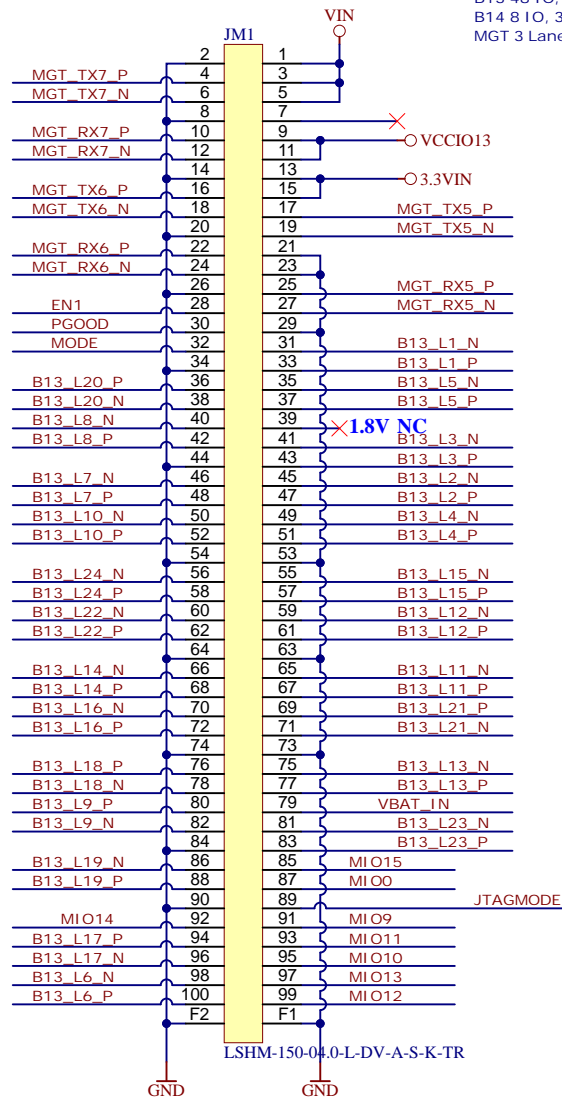 B14 8 IO, 3
MGT 3 Lane
VIN
JM1
2 1
MGT_TX7_P 4 3
MGT_TX7_N 6 5
8 7
MGT_RX7_P 10 9 VCCIO13
MGT_RX7_N 12 11
14 13 3.3VIN
MGT_TX6_P 16 15
MGT_TX6_N 18 17 MGT_TX5_P
20 19 MGT_TX5_N
MGT_RX6_P 22 21
MGT_RX6_N 24 23
26 25 MGT_RX5_P
EN1 28 27 MGT_RX5_N
PGOOD 30 29
MODE 32 31 B13_L1_N
34 33 B13_L1_P
B13_L20_P 36 35 B13_L5_N
B13_L20_N 38 37 B13_L5_P
B13_L8_N 40 39 1.8V NC
B13_L8_P 42 41 B13_L3_N
44 43 B13_L3_P
B13_L7_N 46 45 B13_L2_N
B13_L7_P 48 47 B13_L2_P
B13_L10_N 50 49 B13_L4_N
B13_L10_P 52 51 B13_L4_P
54 53
B13_L24_N 56 55 B13_L15_N
B13_L24_P 58 57 B13_L15_P
B13_L22_N 60 59 B13_L12_N
B13_L22_P 62 61 B13_L12_P
64 63
B13_L14_N 66 65 B13_L11_N
B13_L14_P 68 67 B13_L11_P
B13_L16_N 70 69 B13_L21_P
B13_L16_P 72 71 B13_L21_N
74 73
B13_L18_P 76 75 B13_L13_N
B13_L18_N 78 77 B13_L13_P
B13_L9_P 80 79 VBAT_IN
B13_L9_N 82 81 B13_L23_N
84 83 B13_L23_P
B13_L19_N 86 85 MIO15
B13_L19_P 88 87 MIO0
90 89 JTAGMODE
MIO14 92 91 MIO9
B13_L17_P 94 93 MIO11
B13_L17_N 96 95 MIO10
B13_L6_N 98 97 MIO13
B13_L6_P 100 99 MIO12
F2 F1
LSHM-150-04.0-L-DV-A-S-K-TR
GND GND